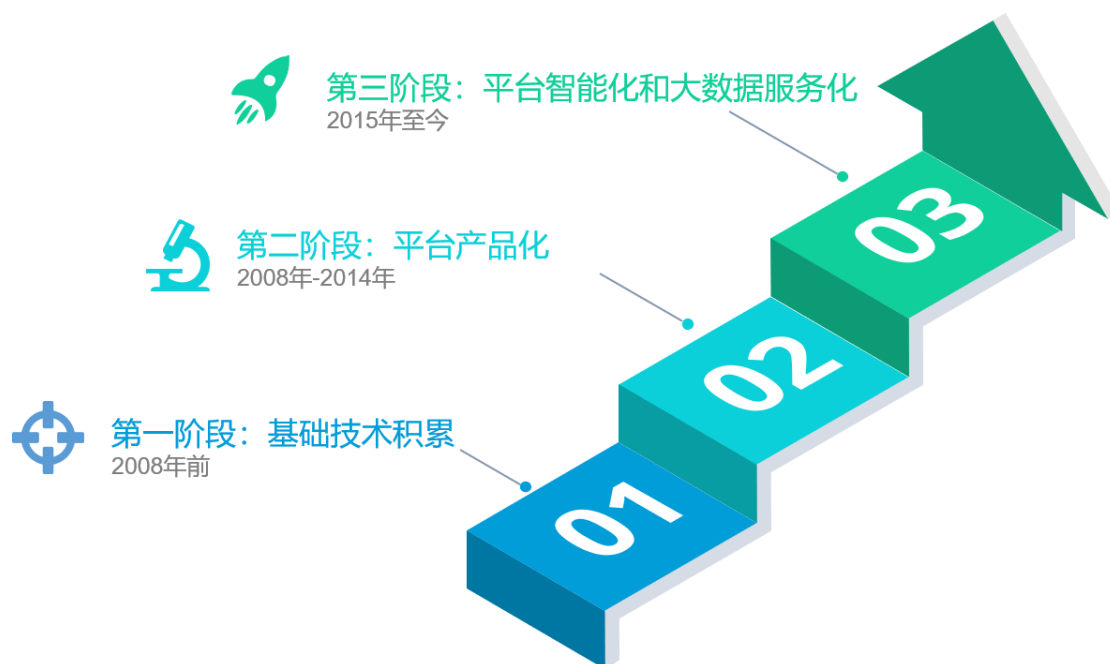 第三阶段：平台智能化和大数据服务化
2015年至今
03
第二阶段：平台产品化
2008年-2014年
02
第一阶段：基础技术积累
2008年前
01